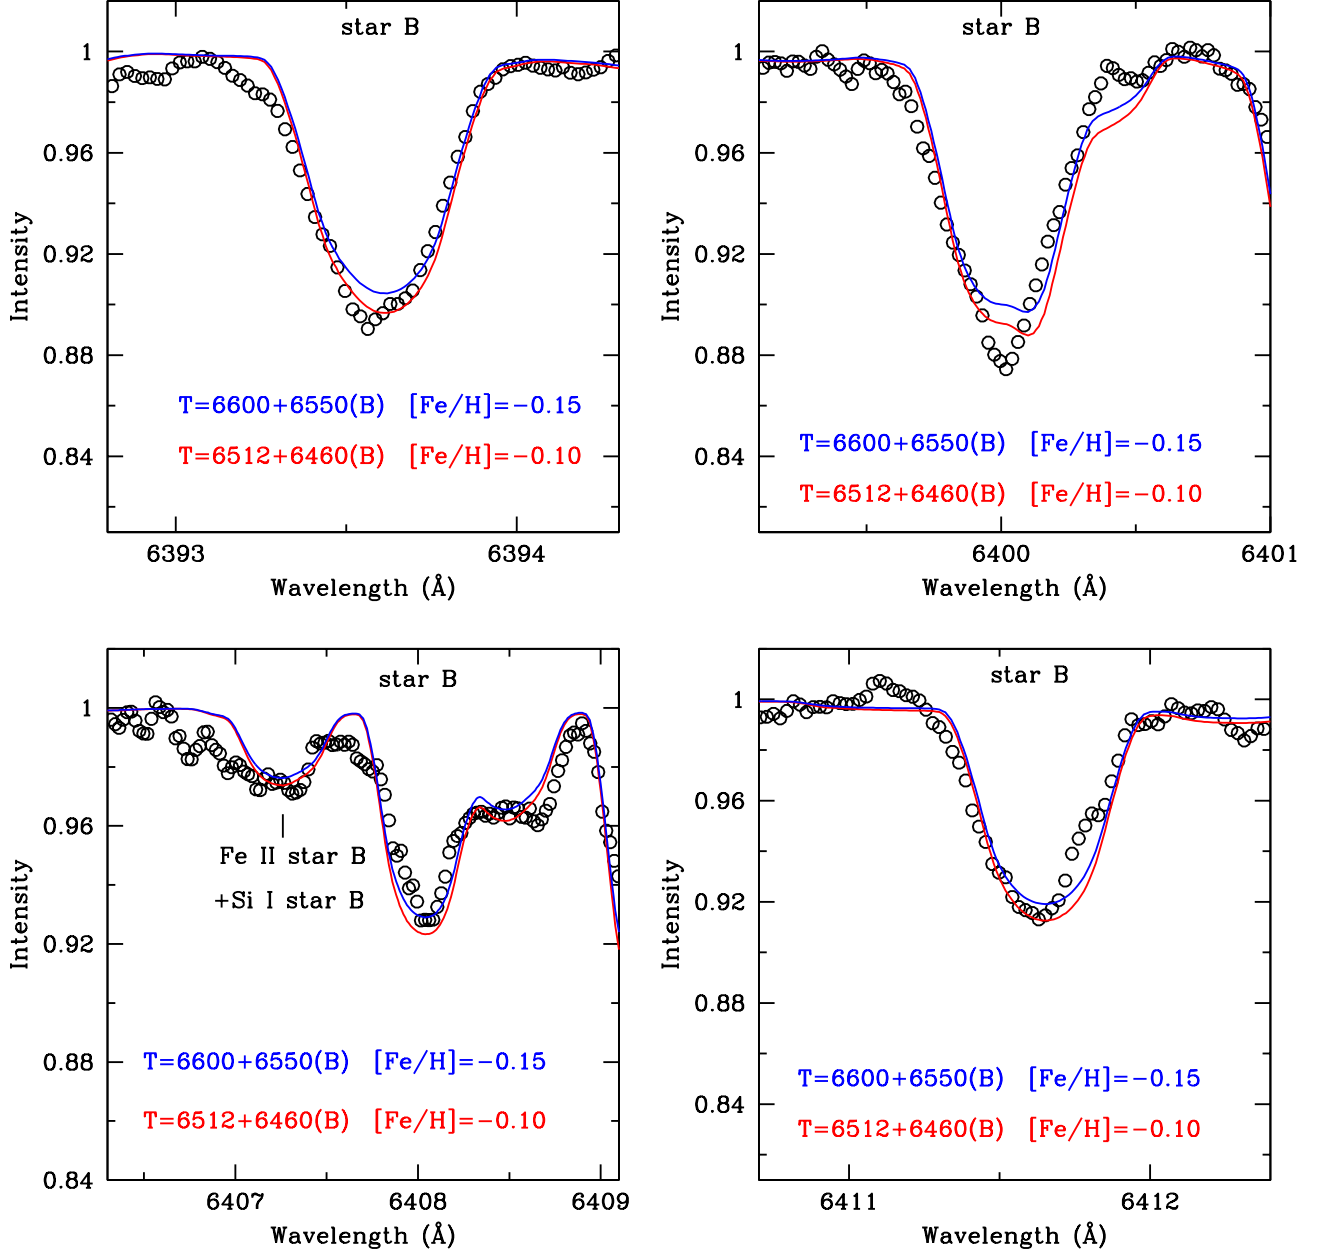 star B
1
0.96
0.92
0.88
0.84
Intensity
T=6600+6550(B) [Fe/H]=−0.15
T=6512+6460(B) [Fe/H]=−0.10
6393 6394
Wavelength (Å)
star B
1
0.96
0.92
0.88
0.84
Intensity
T=6600+6550(B) [Fe/H]=−0.15
T=6512+6460(B) [Fe/H]=−0.10
6400 6401
Wavelength (Å)
star B
1
0.96
0.92
0.88
0.84
Intensity
Fe II star B
+Si I star B
T=6600+6550(B) [Fe/H]=−0.15
T=6512+6460(B) [Fe/H]=−0.10
6407 6408 6409
Wavelength (Å)
star B
1
0.96
0.92
0.88
0.84
Intensity
T=6600+6550(B) [Fe/H]=−0.15
T=6512+6460(B) [Fe/H]=−0.10
6411 6412
Wavelength (Å)